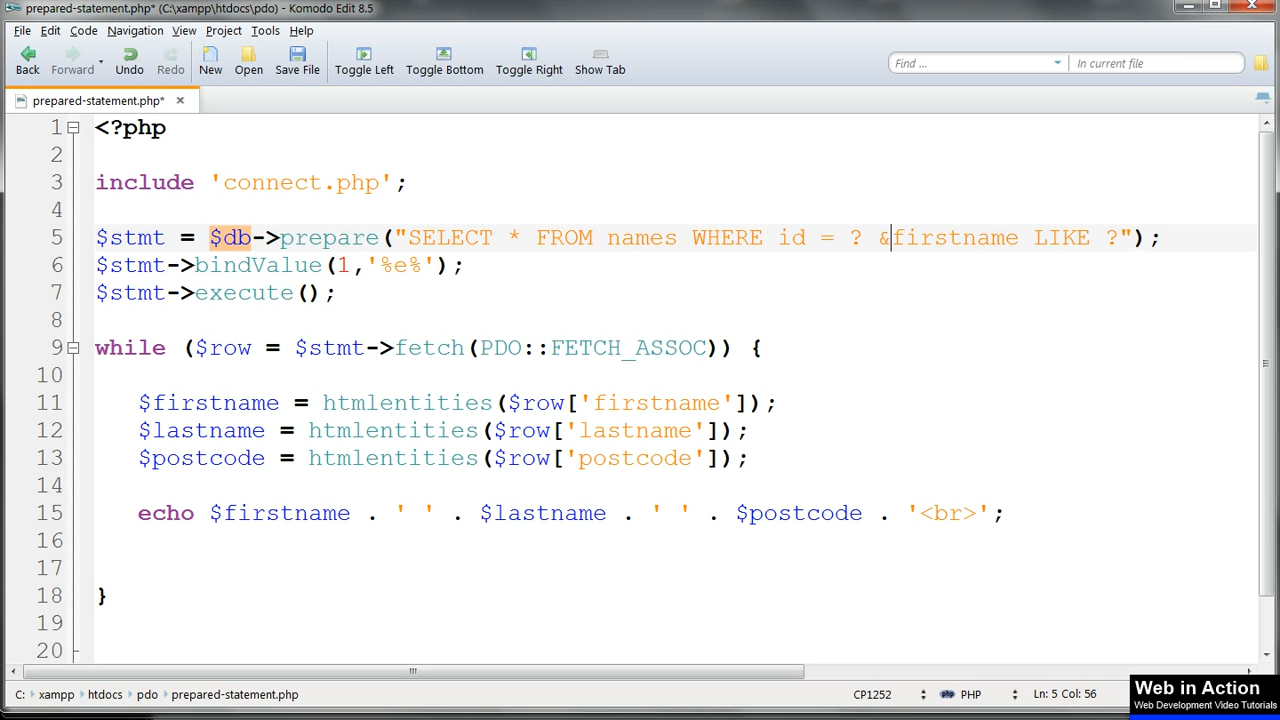 prepared-statement.php* (C:\xampp\htdocs\pdo) - Komodo Edit 8.5
File Edit Code Navigation View Project Tools Help
Back Forward Undo Redo New Open Save File Toggle Left Toggle Bottom Toggle Right Show Tab Find ... In current file
prepared-statement.php*
1 <?php
2
3 include 'connect.php';
4
5 $stmt = $db->prepare("SELECT * FROM names WHERE id = ? &firstname LIKE ?");
6 $stmt->bindValue(1,'%e%');
7 $stmt->execute();
8
9 while ($row = $stmt->fetch(PDO::FETCH_ASSOC)) {
10
11 $firstname = htmlentities($row['firstname']);
12 $lastname = htmlentities($row['lastname']);
13 $postcode = htmlentities($row['postcode']);
14
15 echo $firstname . ' ' . $lastname . ' ' . $postcode . '<br>';
16
17
18 }
19
20
C: xampp htdocs pdo prepared-statement.php CP1252 PHP Ln: 5 Col: 56
Web in Action
Web Development Video Tutorials